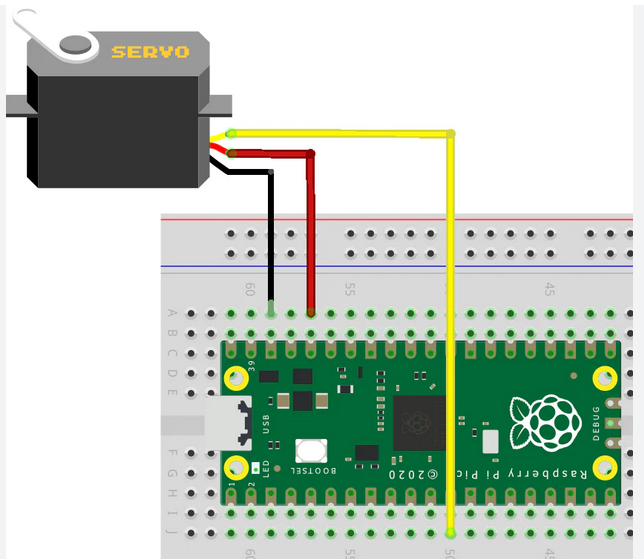 SERVO
60
55
45
A
B
C
D
E
39
USB
DEBUG
F
G
H
I
J
1
2
LED
BOOTSEL
Raspberry Pi Pico
©2020
60
55
50
45